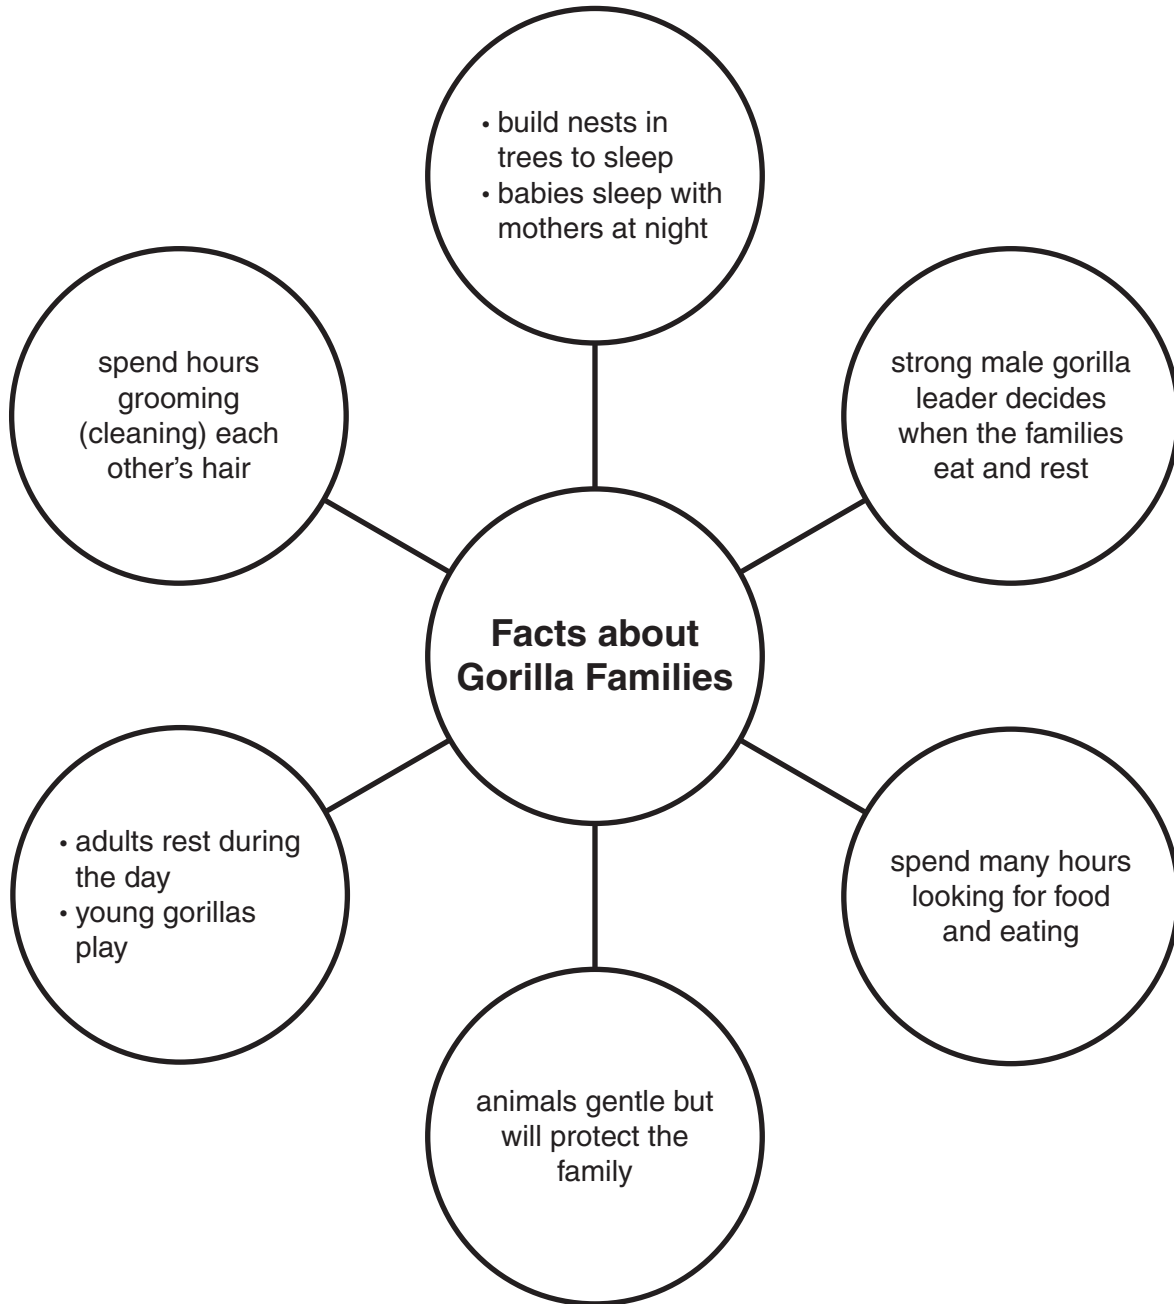 • build nests in
trees to sleep
• babies sleep with
mothers at night
spend hours
grooming
(cleaning) each
other’s hair
strong male gorilla
leader decides
when the families
eat and rest
Facts about
Gorilla Families
• adults rest during
the day
• young gorillas
play
spend many hours
looking for food
and eating
animals gentle but
will protect the
family